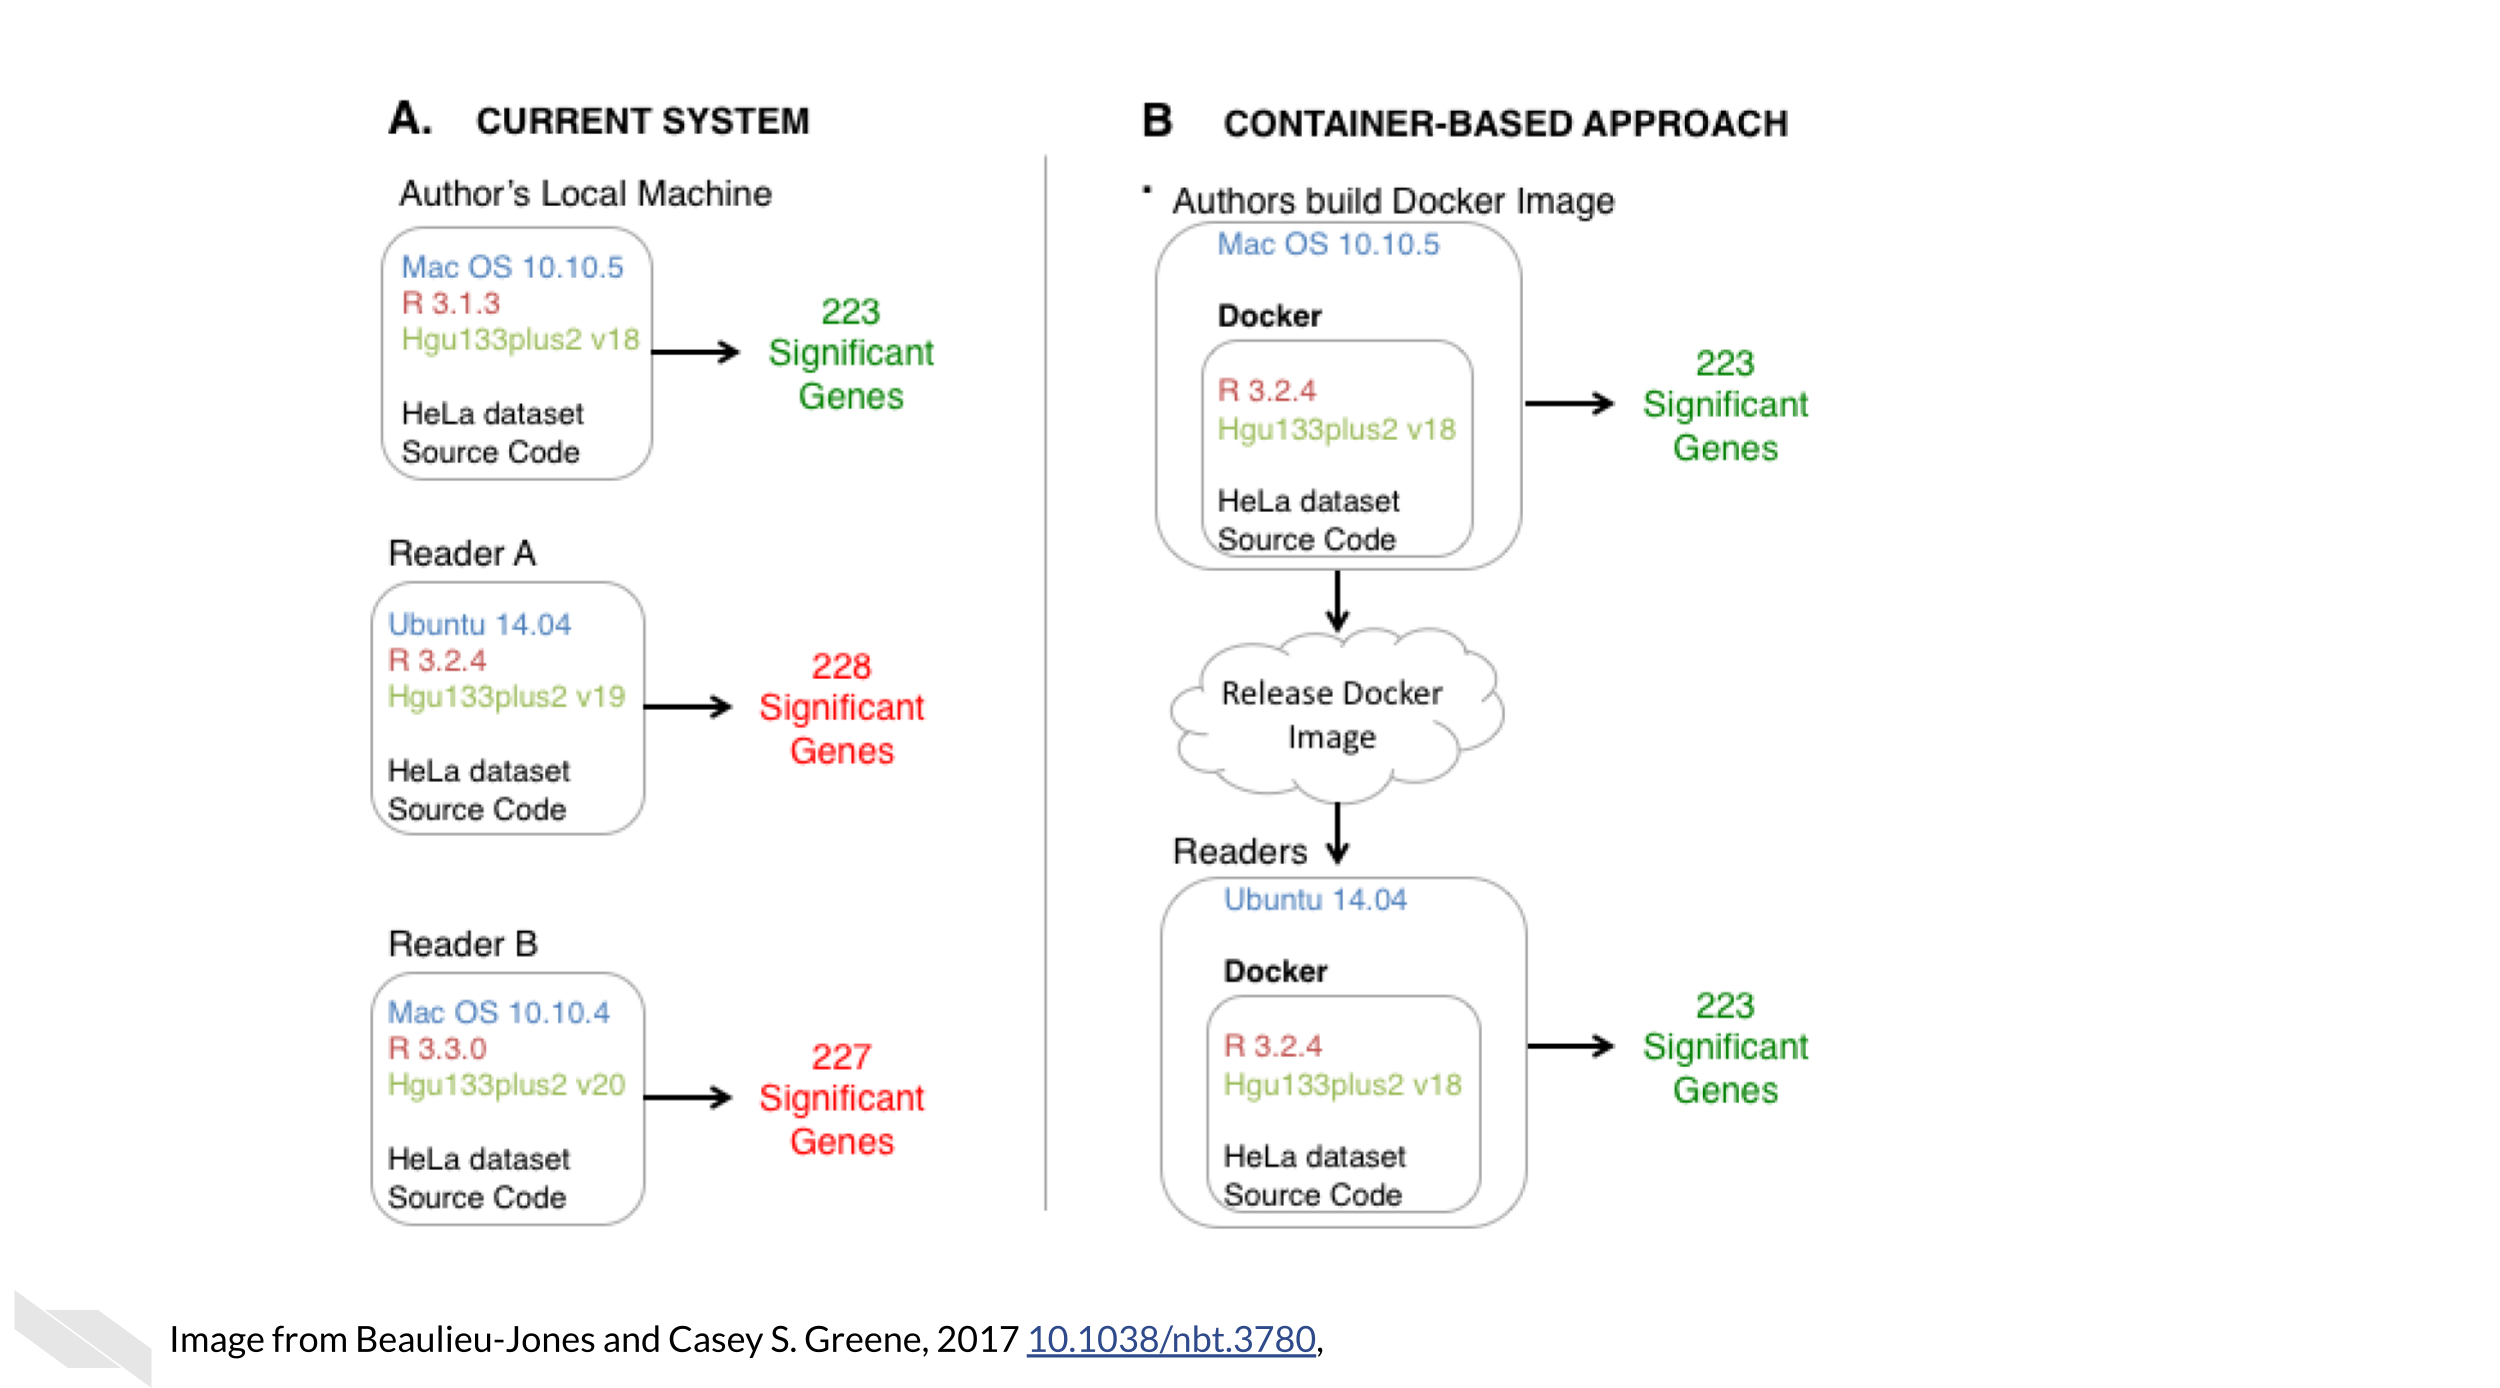 A. CURRENT SYSTEM
Author's Local Machine
Mac OS 10.10.5
R 3.1.3
Hgu133plus2 v18
HeLa dataset
Source Code
223
Significant
Genes
Reader A
Ubuntu 14.04
R 3.2.4
Hgu133plus2 v19
HeLa dataset
Source Code
228
Significant
Genes
Reader B
Mac OS 10.10.4
R 3.3.0
Hgu133plus2 v20
HeLa dataset
Source Code
227
Significant
Genes
B CONTAINER-BASED APPROACH
Authors build Docker Image
Mac OS 10.10.5
Docker
R 3.2.4
Hgu133plus2 v18
HeLa dataset
Source Code
223
Significant
Genes
Release Docker
Image
Readers
Ubuntu 14.04
Docker
R 3.2.4
Hgu133plus2 v18
HeLa dataset
Source Code
223
Significant
Genes
Image from Beaulieu-Jones and Casey S. Greene, 2017 10.1038/nbt.3780,